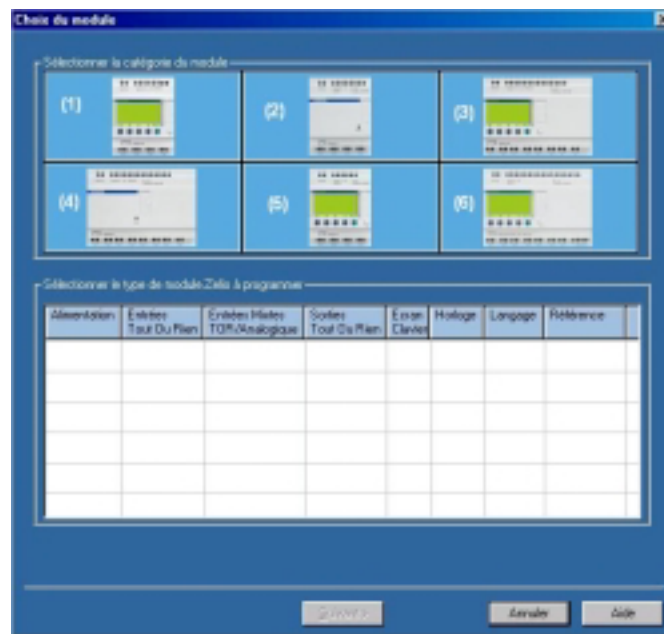 Choix du module
Sélectionner la catégorie du module
(1)
(2)
(3)
(4)
(5)
(6)
Sélectionner le type de module Zelio à programmer
Alimentation
Entrées
Tout Ou Rien
Entrées Mixtes
TOR/Analogique
Sorties
Tout Ou Rien
Ecran
Clavier
Horloge
Langage
Référence
Suivant >
Annuler
Aide